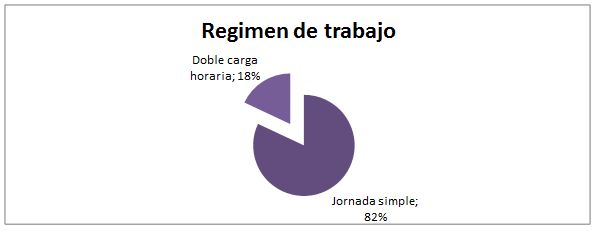 Regimen de trabajo
Doble carga
horaria; 18%
Jornada simple;
82%